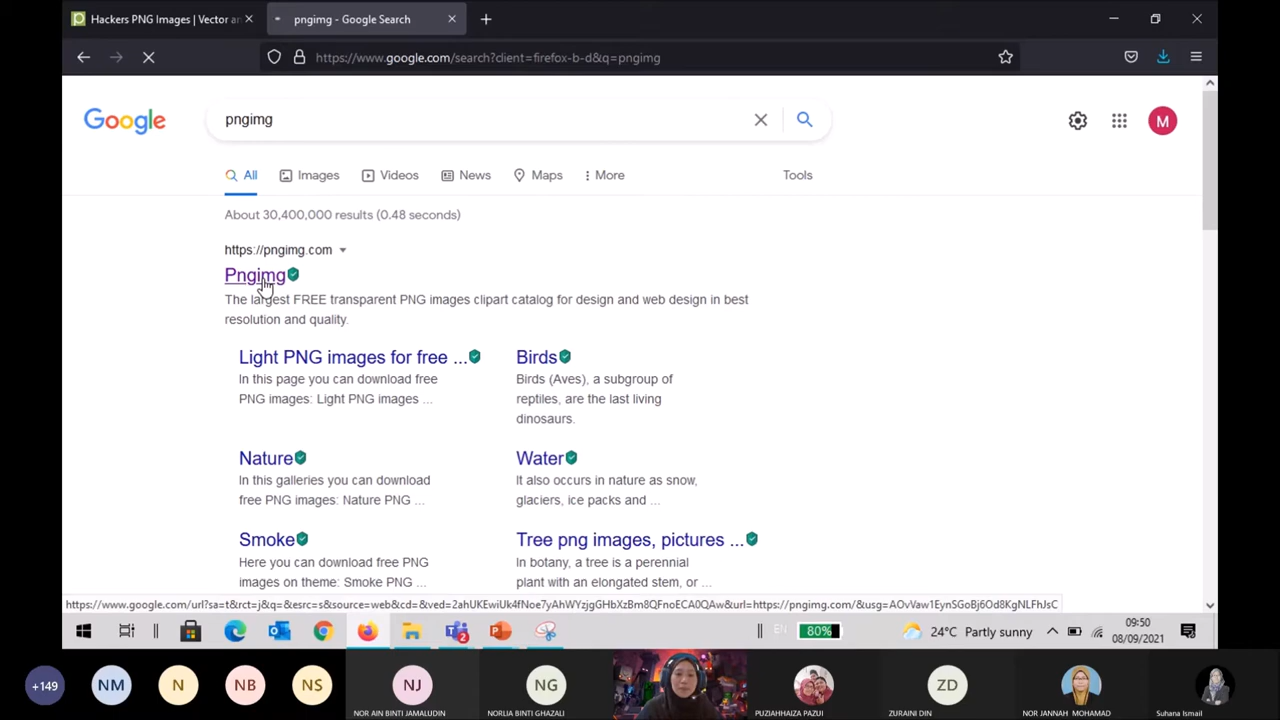 Hackers PNG Images | Vector an
pngimg - Google Search
https://www.google.com/search?client=firefox-b-d&q=pngimg
Google
pngimg
M
All
Images
Videos
News
Maps
More
Tools
About 30,400,000 results (0.48 seconds)
https://pngimg.com
Pngimg
The largest FREE transparent PNG images clipart catalog for design and web design in best
resolution and quality.
Light PNG images for free ...
In this page you can download free
PNG images: Light PNG images ...
Birds
Birds (Aves), a subgroup of
reptiles, are the last living
dinosaurs.
Nature
In this galleries you can download
free PNG images: Nature PNG ...
Water
It also occurs in nature as snow,
glaciers, ice packs and ...
Smoke
Here you can download free PNG
images on theme: Smoke PNG ...
Tree png images, pictures ...
In botany, a tree is a perennial
plant with an elongated stem, or ...
https://www.google.com/url?sa=t&rct=j&q=&esrc=s&source=web&cd=&ved=2ahUKEwiUk4fNoe7yAhWYzjgGHbXzBm8QFnoECA0QAw&url=https://pngimg.com/&usg=AOvVaw1EynSGoBj6Od8KgNLFhJsC
2
EN
80%
24°C Partly sunny
09:50
08/09/2021
+149
NM
N
NB
NS
NJ
NOR AIN BINTI JAMALUDIN
NG
NORLIA BINTI GHAZALI
PUZIAHHAIZA PAZUI
ZD
ZURAINI DIN
NOR JANNAH MOHAMAD
Suhana Ismail